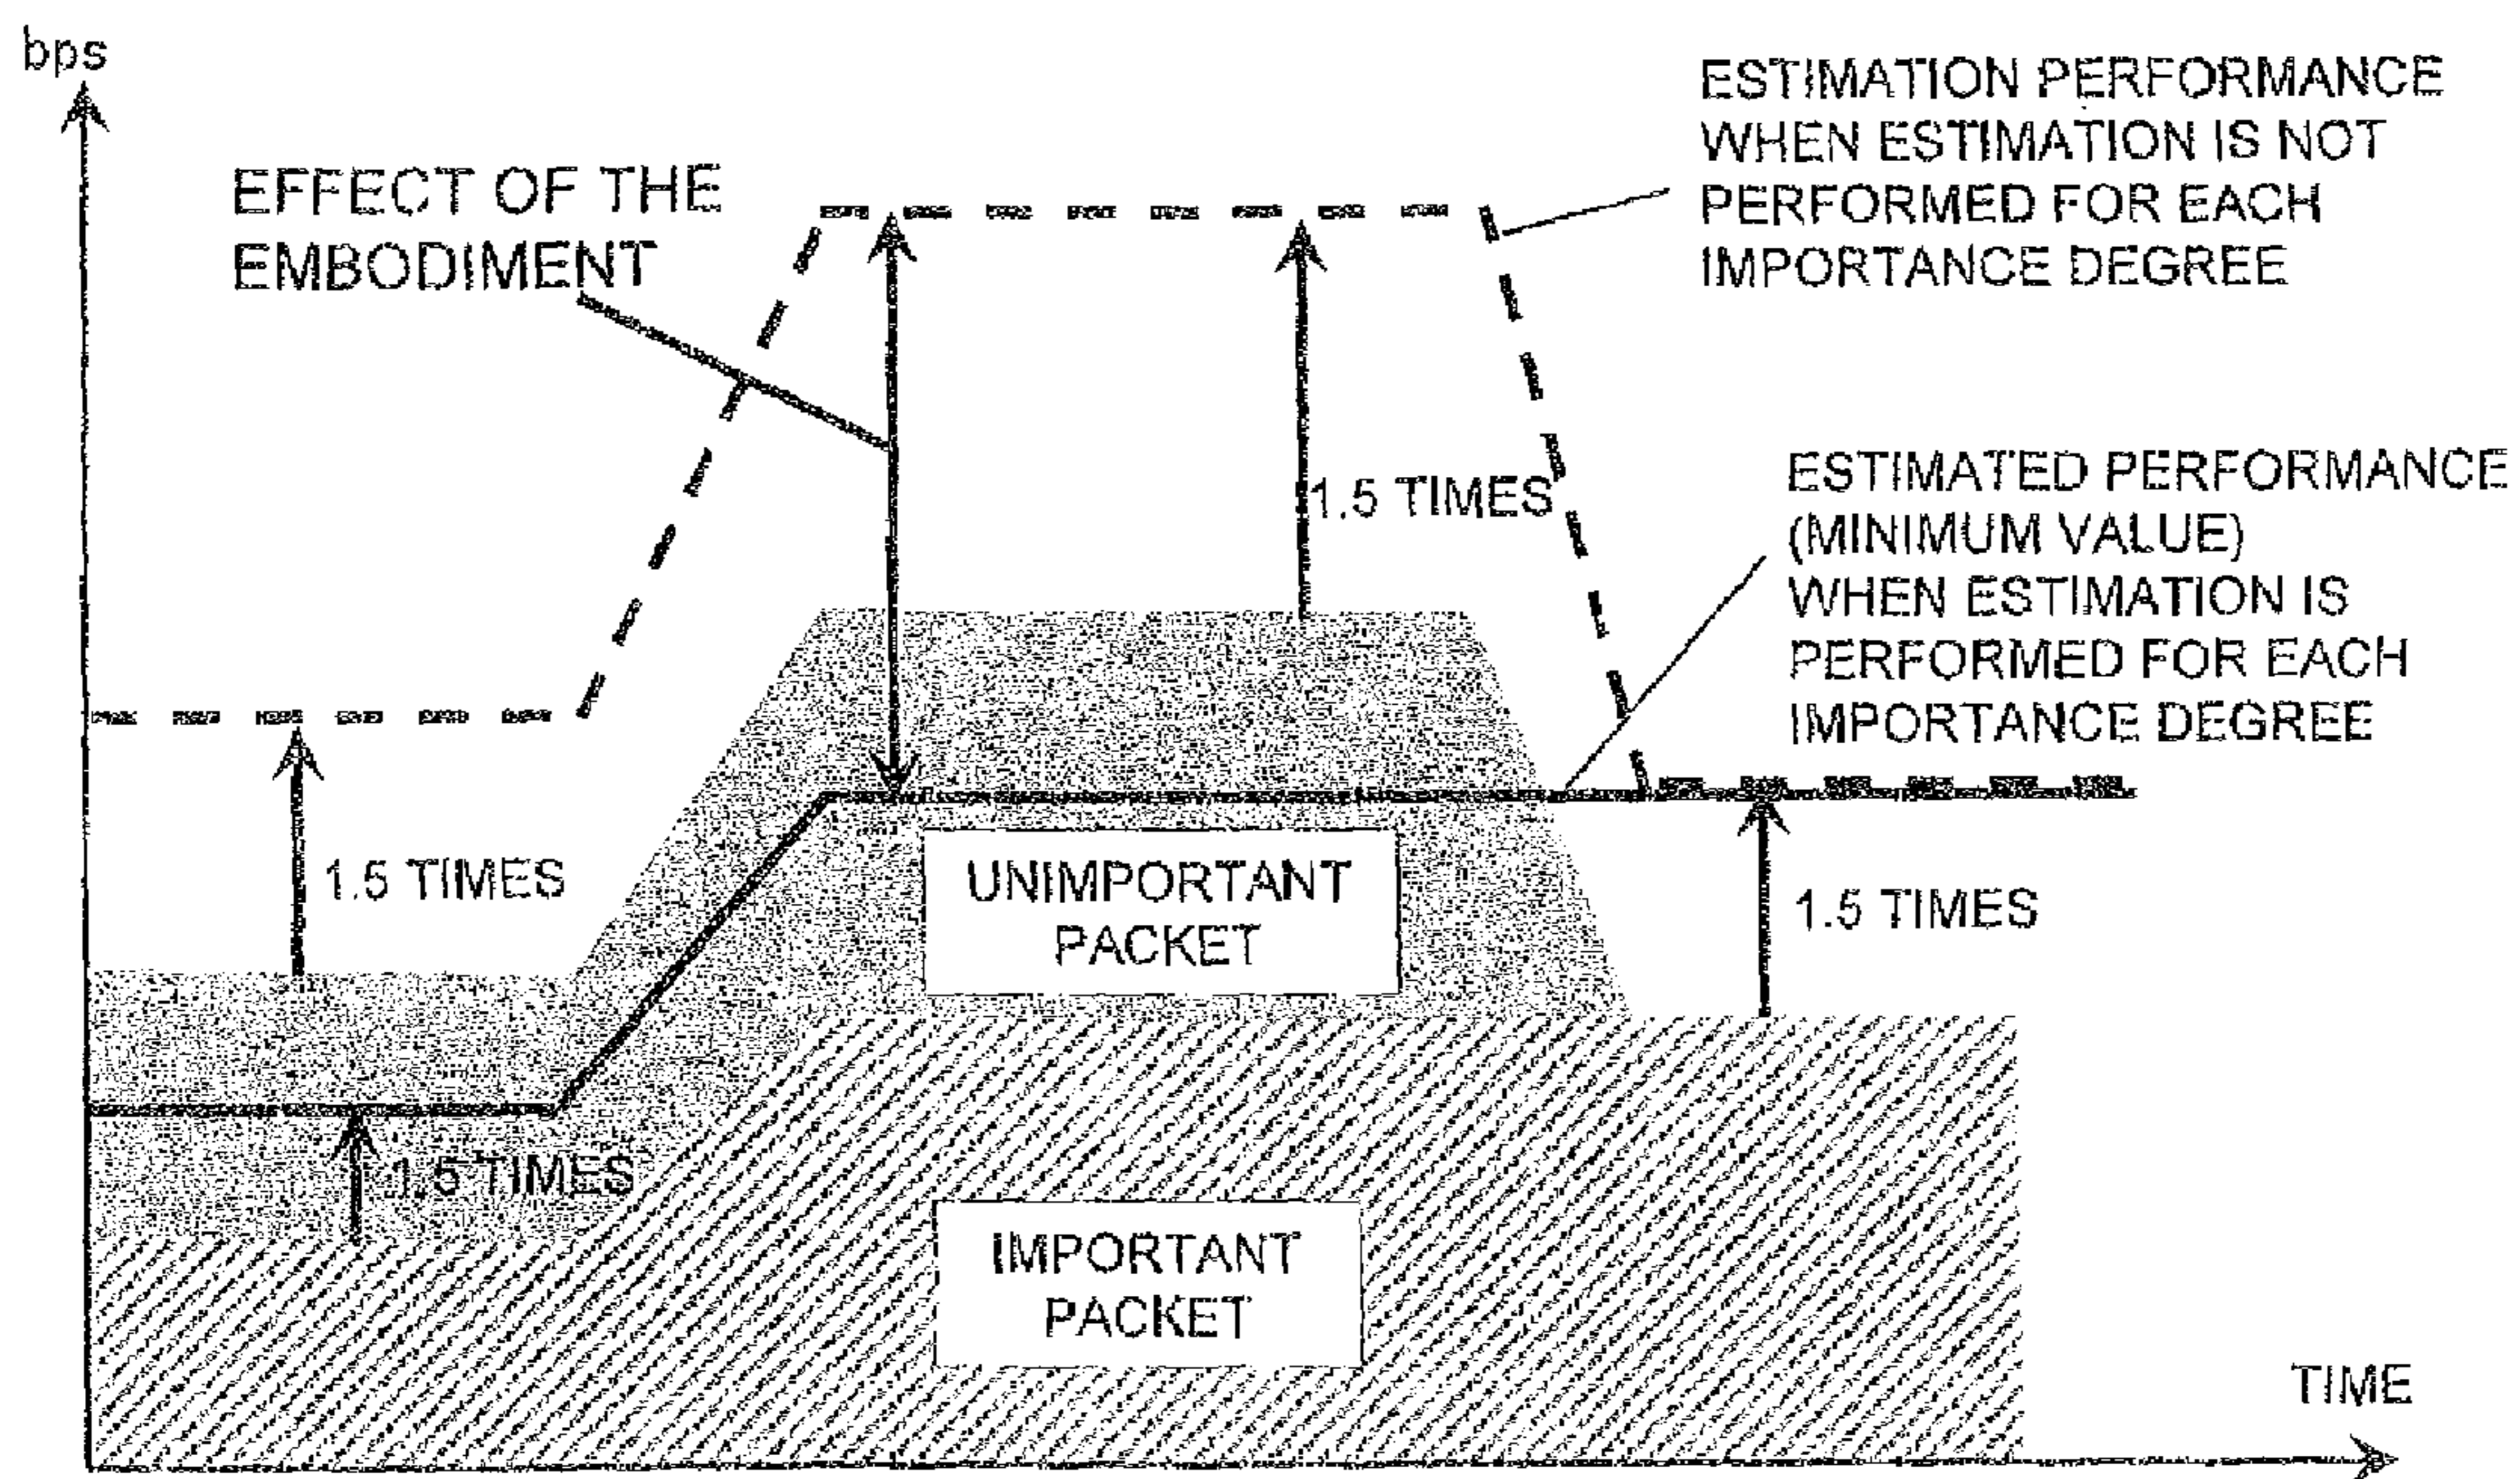 bps
EFFECT OF THE
EMBODIMENT
ESTIMATION PERFORMANCE
WHEN ESTIMATION IS NOT
PERFORMED FOR EACH
IMPORTANCE DEGREE
1.5 TIMES
ESTIMATED PERFORMANCE
(MINIMUM VALUE)
WHEN ESTIMATION IS
PERFORMED FOR EACH
IMPORTANCE DEGREE
1.5 TIMES
UNIMPORTANT
PACKET
1.5 TIMES
1.5 TIMES
IMPORTANT
PACKET
TIME